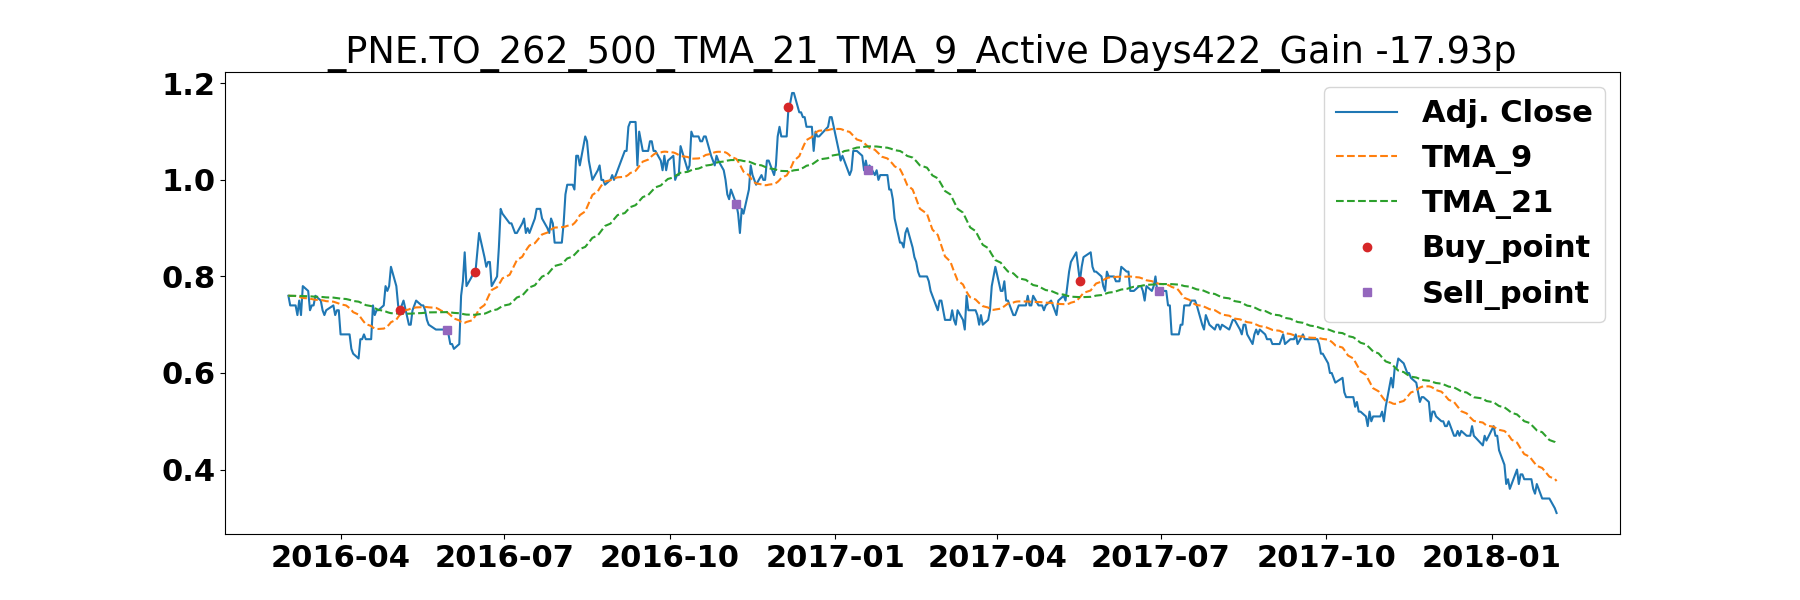 _PNE.TO_262_500_TMA_21_TMA_9_Active Days422_Gain -17.93p
1.2
1.0
0.8
0.6
0.4
Adj. Close
TMA_9
TMA_21
Buy_point
Sell_point
2016-04 2016-07 2016-10 2017-01 2017-04 2017-07 2017-10 2018-01